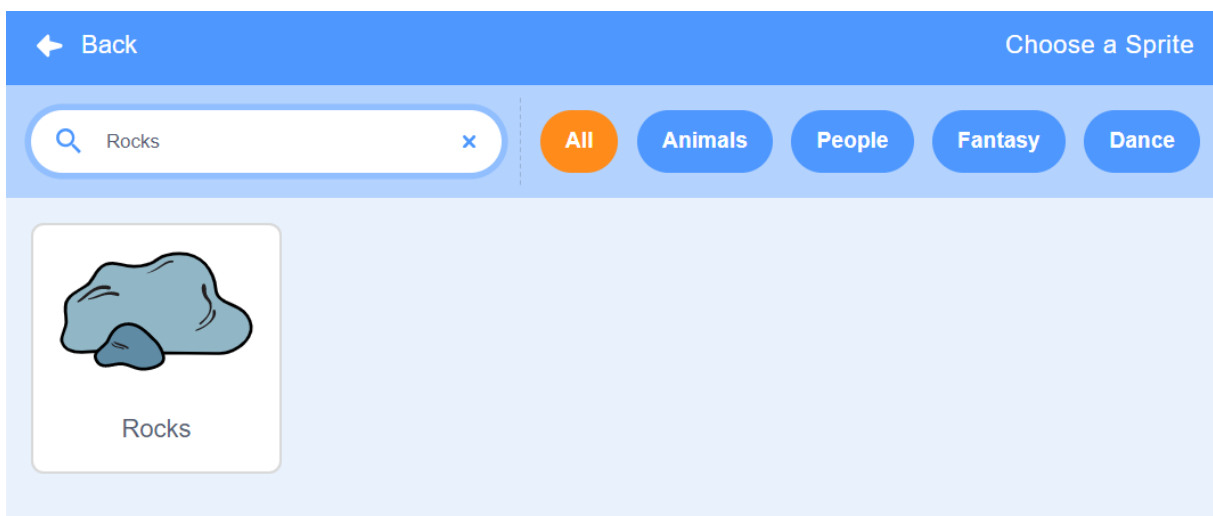 Back
Choose a Sprite
Rocks
All
Animals
People
Fantasy
Dance
Rocks